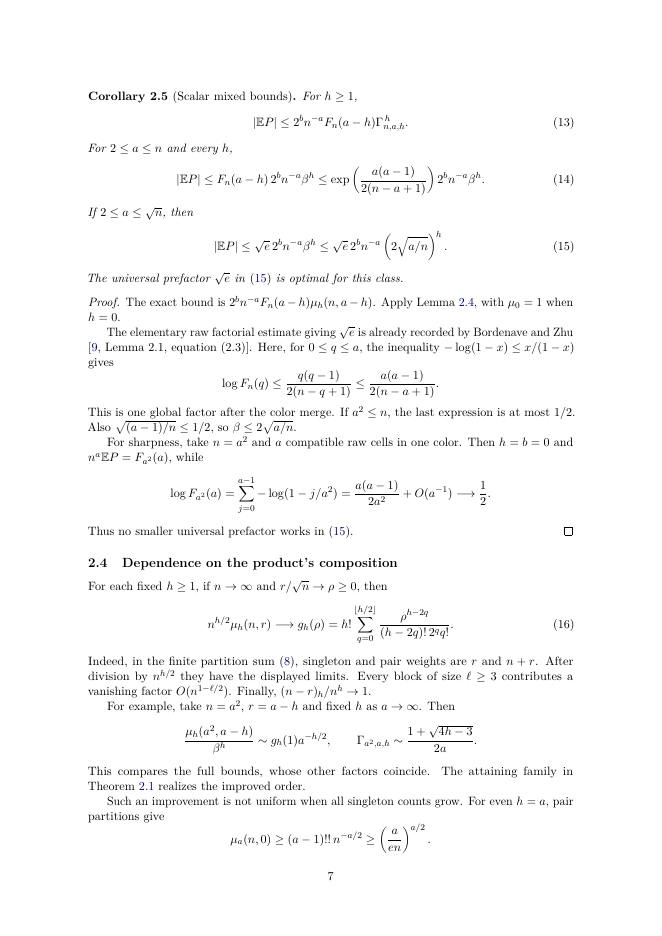 Corollary 2.5 (Scalar mixed bounds). For h ≥ 1,
|𝔼P| ≤ 2^b n^{−a} F_n(a − h)Γ^h_{n,a,h}. (13)
For 2 ≤ a ≤ n and every h,
|𝔼P| ≤ F_n(a − h) 2^b n^{−a} β^h ≤ exp ( a(a − 1) / 2(n − a + 1) ) 2^b n^{−a} β^h. (14)
If 2 ≤ a ≤ √n, then
|𝔼P| ≤ √e 2^b n^{−a} β^h ≤ √e 2^b n^{−a} (2√(a/n))^h. (15)
The universal prefactor √e in (15) is optimal for this class.
Proof. The exact bound is 2^b n^{−a} F_n(a − h)μ_h(n, a − h). Apply Lemma 2.4, with μ_0 = 1 when
h = 0.
The elementary raw factorial estimate giving √e is already recorded by Bordenave and Zhu
[9, Lemma 2.1, equation (2.3)]. Here, for 0 ≤ q ≤ a, the inequality − log(1 − x) ≤ x/(1 − x)
gives
log F_n(q) ≤ q(q − 1) / 2(n − q + 1) ≤ a(a − 1) / 2(n − a + 1).
This is one global factor after the color merge. If a² ≤ n, the last expression is at most 1/2.
Also √((a − 1)/n) ≤ 1/2, so β ≤ 2√(a/n).
For sharpness, take n = a² and a compatible raw cells in one color. Then h = b = 0 and
n^a 𝔼P = F_{a²}(a), while
log F_{a²}(a) = ∑_{j=0}^{a−1} − log(1 − j/a²) = a(a − 1) / 2a² + O(a^{−1}) ⟶ 1/2.
Thus no smaller universal prefactor works in (15). □
2.4 Dependence on the product's composition
For each fixed h ≥ 1, if n → ∞ and r/√n → ρ ≥ 0, then
n^{h/2} μ_h(n, r) ⟶ g_h(ρ) = h! ∑_{q=0}^{⌊h/2⌋} ρ^{h−2q} / (h − 2q)! 2^q q!. (16)
Indeed, in the finite partition sum (8), singleton and pair weights are r and n + r. After
division by n^{h/2} they have the displayed limits. Every block of size ℓ ≥ 3 contributes a
vanishing factor O(n^{1−ℓ/2}). Finally, (n − r)_h/n^h → 1.
For example, take n = a², r = a − h and fixed h as a → ∞. Then
μ_h(a², a − h) / β^h ∼ g_h(1)a^{−h/2}, Γ_{a²,a,h} ∼ (1 + √(4h − 3)) / 2a.
This compares the full bounds, whose other factors coincide. The attaining family in
Theorem 2.1 realizes the improved order.
Such an improvement is not uniform when all singleton counts grow. For even h = a, pair
partitions give
μ_a(n, 0) ≥ (a − 1)!! n^{−a/2} ≥ (a / en)^{a/2}.
7